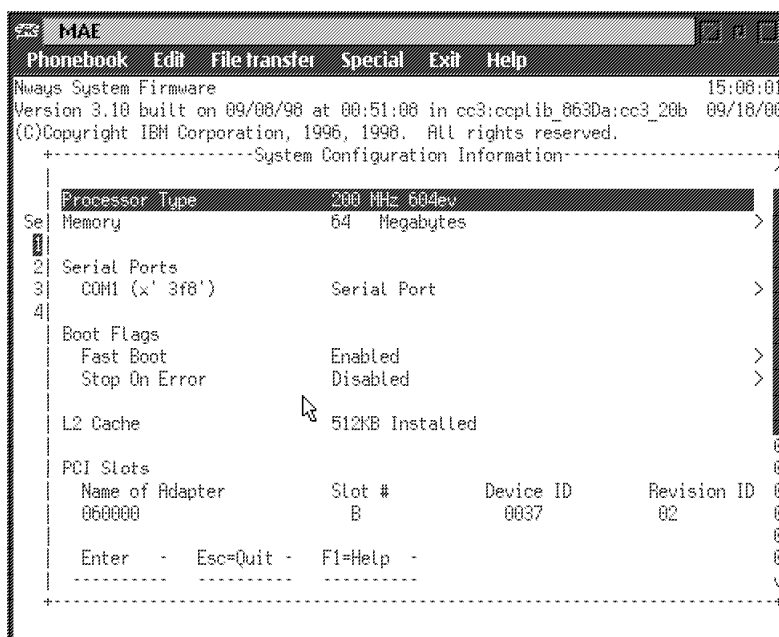 MAE
Phonebook Edit File transfer Special Exit Help
Nways System Firmware 15:08:01
Version 3.10 built on 09/08/98 at 00:51:08 in cc3:ccplib_863Da:cc3_20b 09/18/00
(C)Copyright IBM Corporation, 1996, 1998. All rights reserved.
System Configuration Information
Processor Type 200 MHz 604ev
Se Memory 64 Megabytes >
1
2 Serial Ports
3 COM1 (x' 3f8') Serial Port >
4
Boot Flags
Fast Boot Enabled >
Stop On Error Disabled >
L2 Cache 512KB Installed
PCI Slots
Name of Adapter Slot # Device ID Revision ID
060000 B 0037 02
Enter - Esc=Quit - F1=Help -